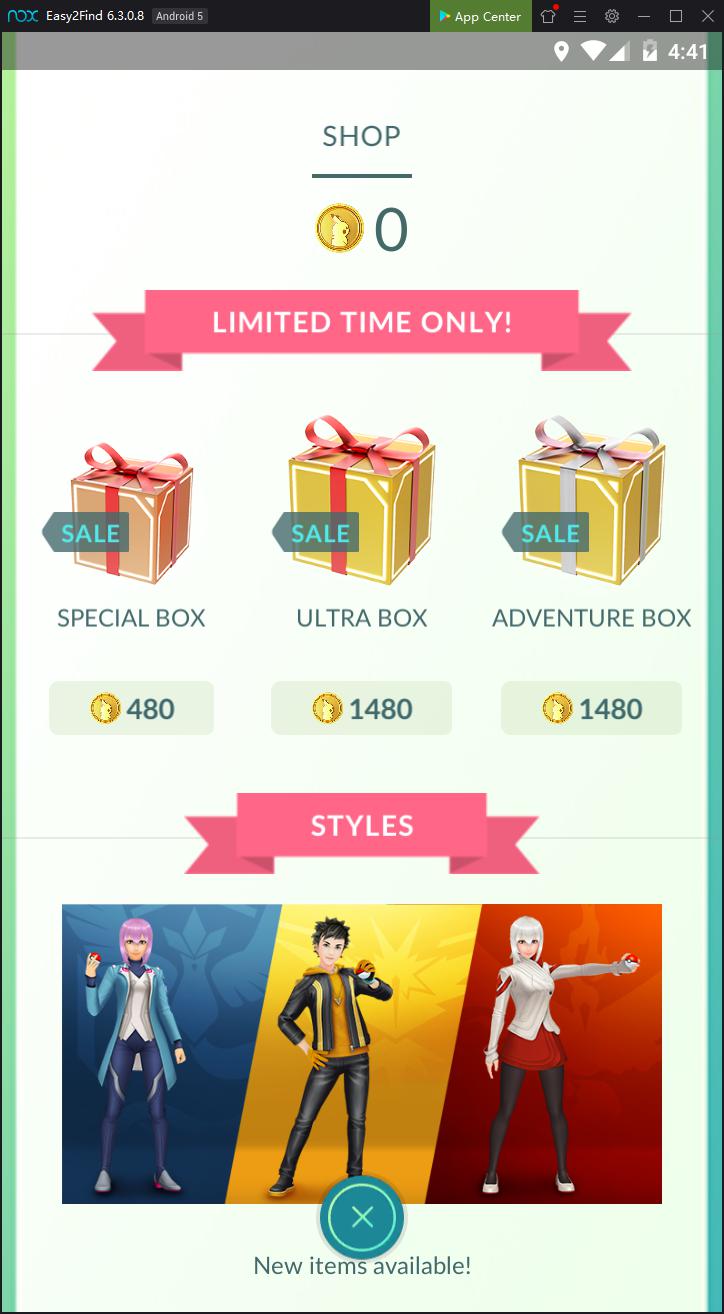 nox Easy2Find 6.3.0.8 Android 5 App Center
4:41
SHOP
0
LIMITED TIME ONLY!
SALE SALE SALE
SPECIAL BOX ULTRA BOX ADVENTURE BOX
480 1480 1480
STYLES
New items available!